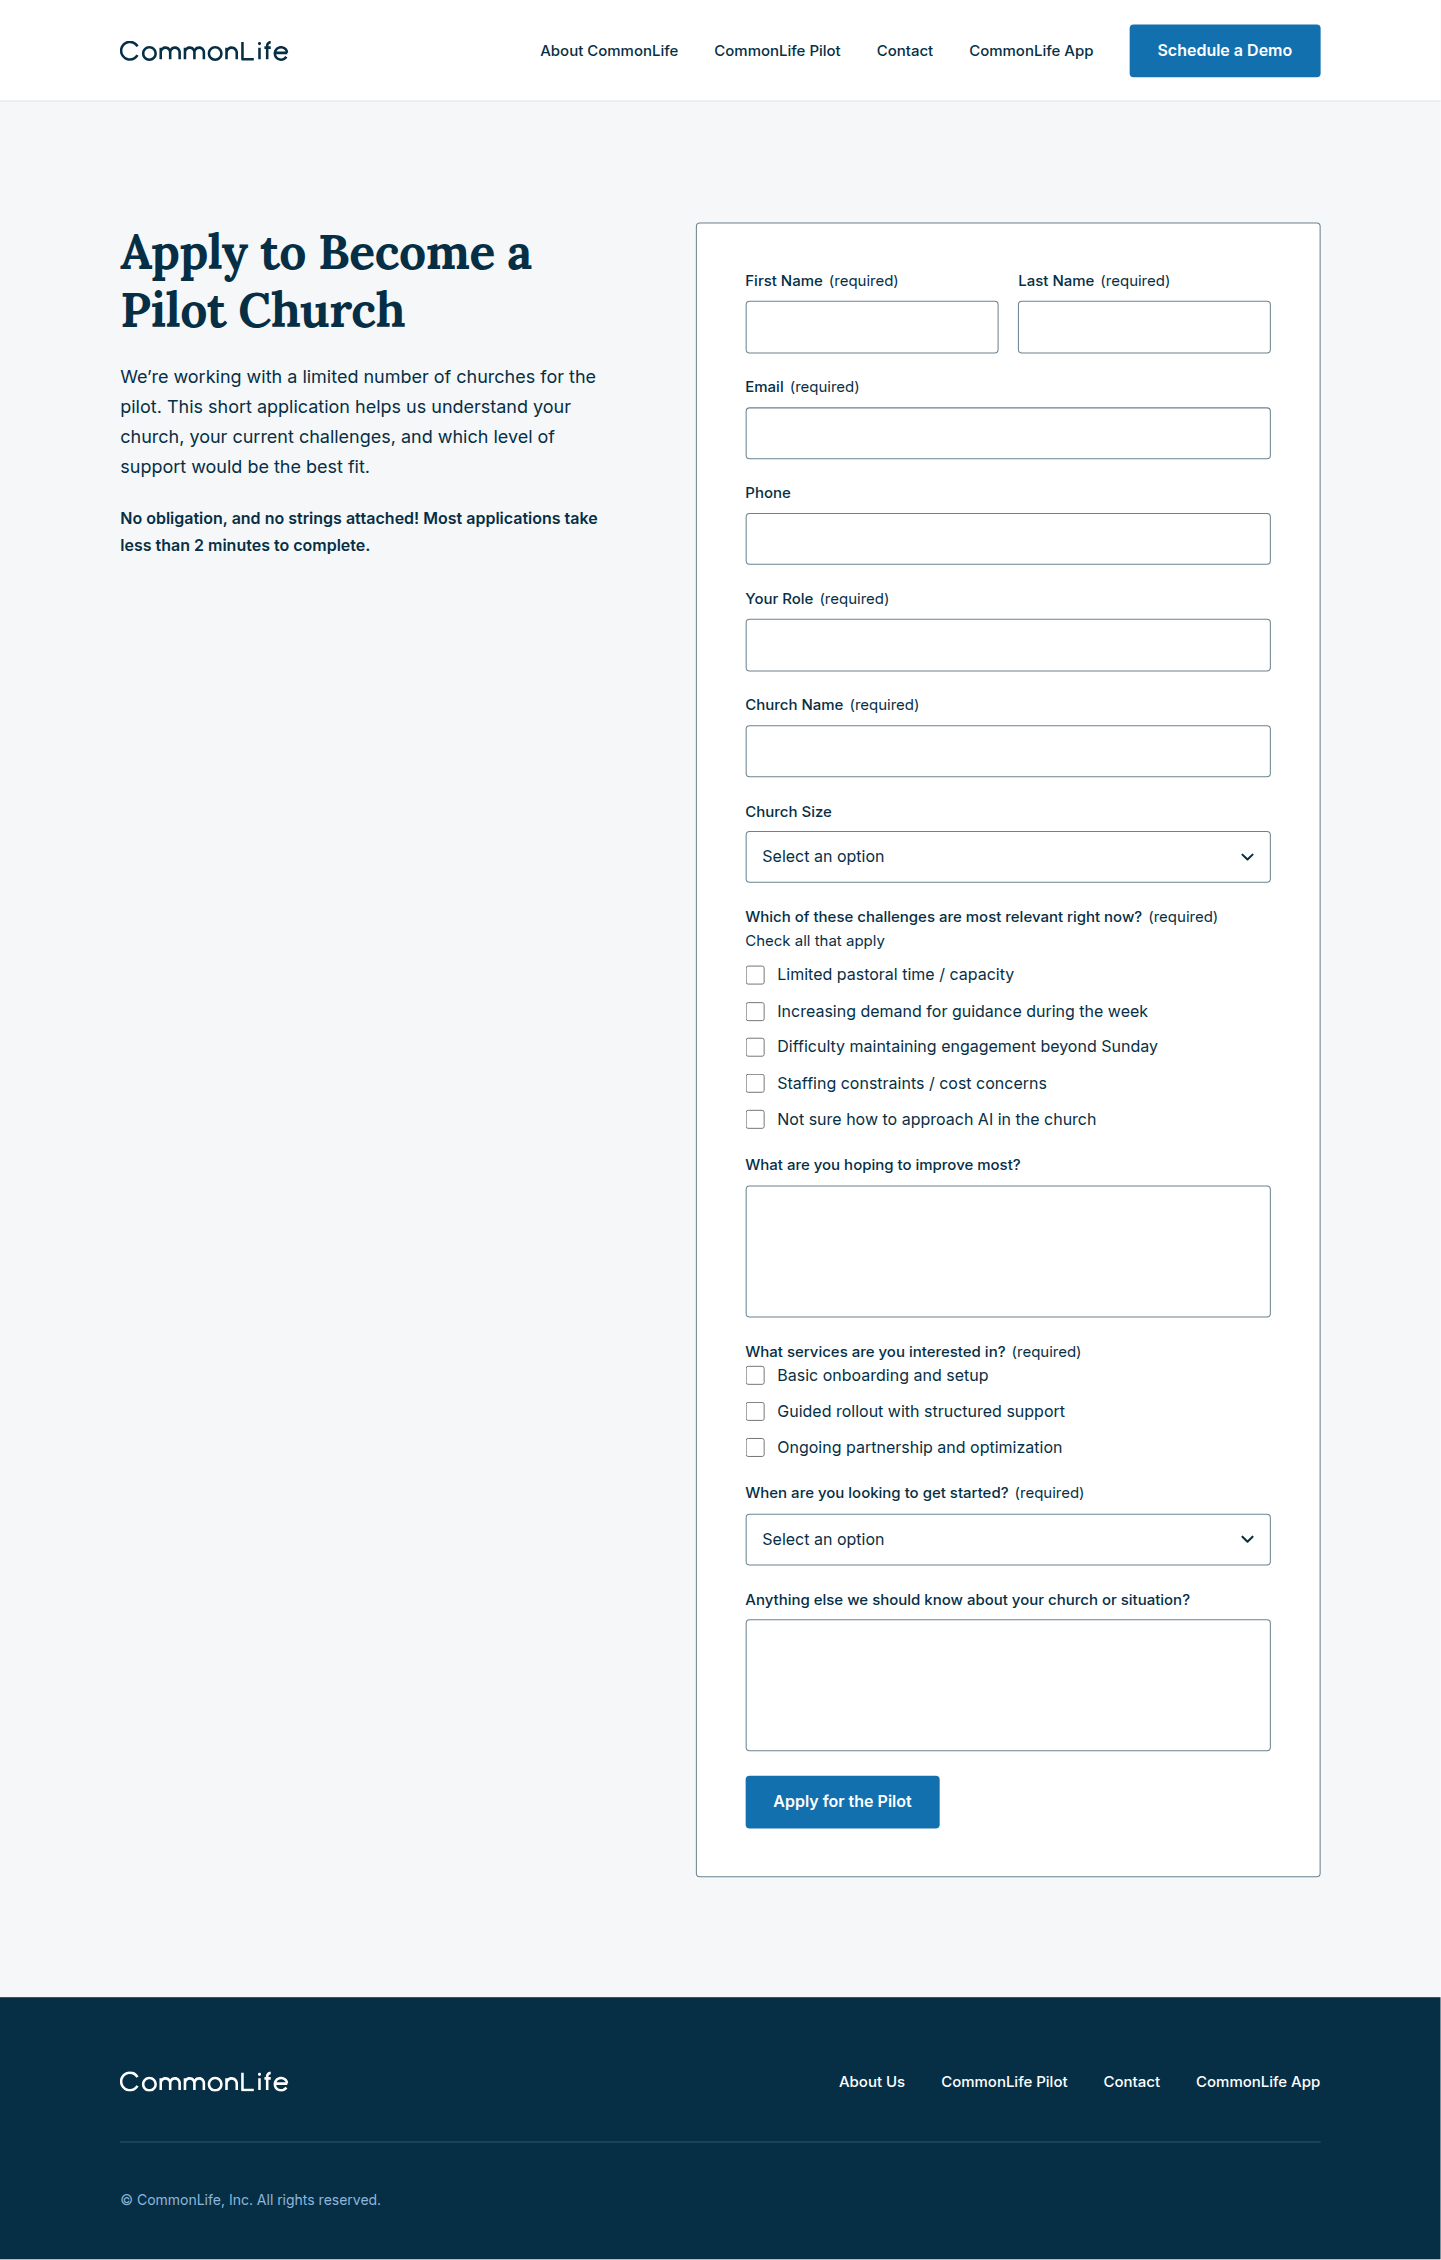 CommonLife
About CommonLife
CommonLife Pilot
Contact
CommonLife App
Schedule a Demo
Apply to Become a
Pilot Church
We’re working with a limited number of churches for the
pilot. This short application helps us understand your
church, your current challenges, and which level of
support would be the best fit.
No obligation, and no strings attached! Most applications take
less than 2 minutes to complete.
First Name (required)
Last Name (required)
Email (required)
Phone
Your Role (required)
Church Name (required)
Church Size
Select an option
Which of these challenges are most relevant right now? (required)
Check all that apply
Limited pastoral time / capacity
Increasing demand for guidance during the week
Difficulty maintaining engagement beyond Sunday
Staffing constraints / cost concerns
Not sure how to approach AI in the church
What are you hoping to improve most?
What services are you interested in? (required)
Basic onboarding and setup
Guided rollout with structured support
Ongoing partnership and optimization
When are you looking to get started? (required)
Select an option
Anything else we should know about your church or situation?
Apply for the Pilot
CommonLife
About Us
CommonLife Pilot
Contact
CommonLife App
© CommonLife, Inc. All rights reserved.